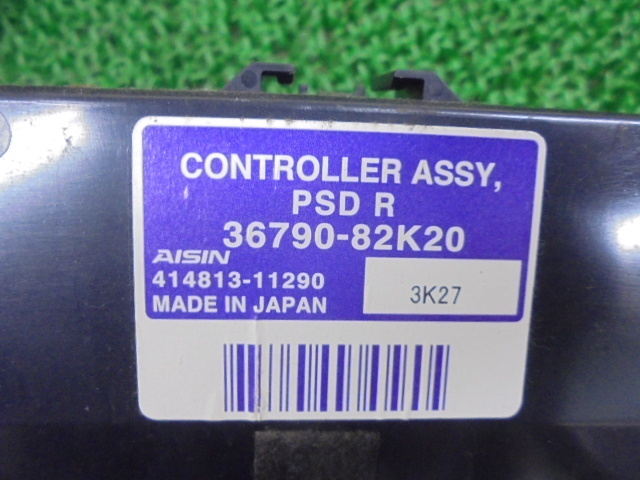 CONTROLLER ASSY,
PSD R
36790-82K20
AISIN
414813-11290
MADE IN JAPAN
3K27